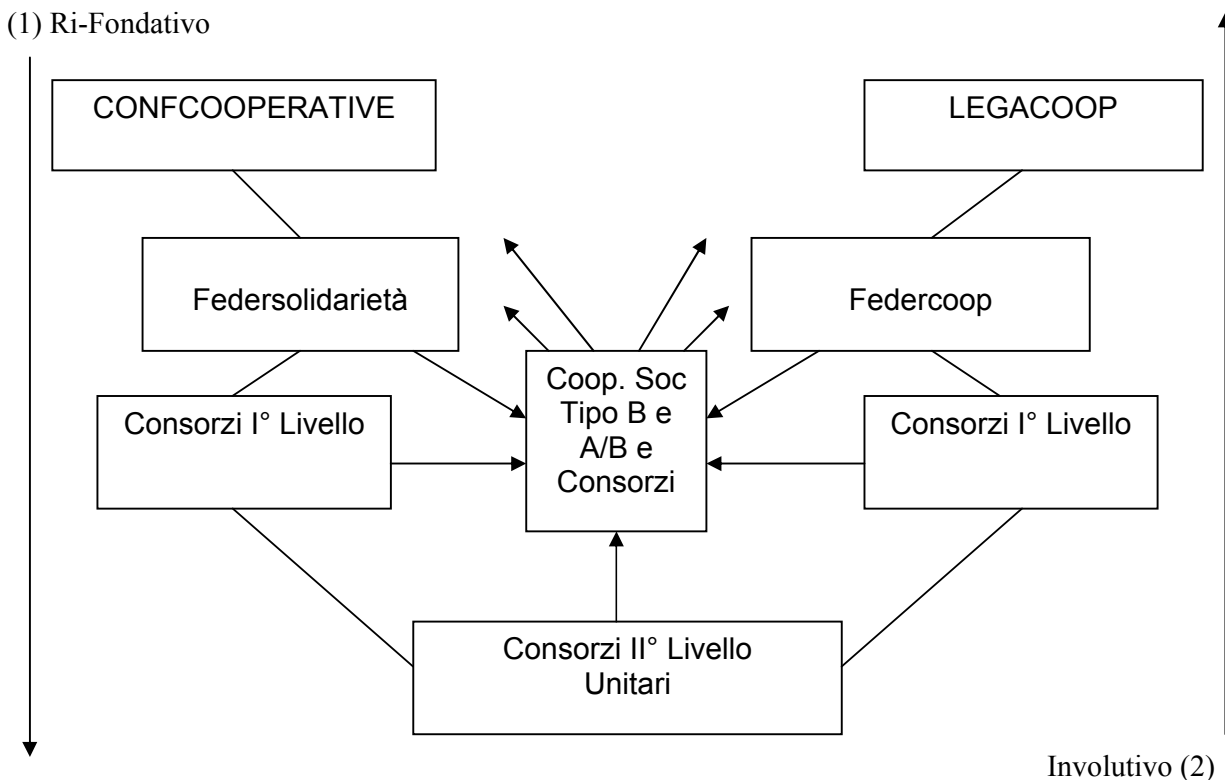 (1) Ri-Fondativo
CONFCOOPERATIVE
LEGACOOP
Federsolidarietà
Federcoop
Coop. Soc
Tipo B e
A/B e
Consorzi
Consorzi I° Livello
Consorzi I° Livello
Consorzi II° Livello
Unitari
Involutivo (2)